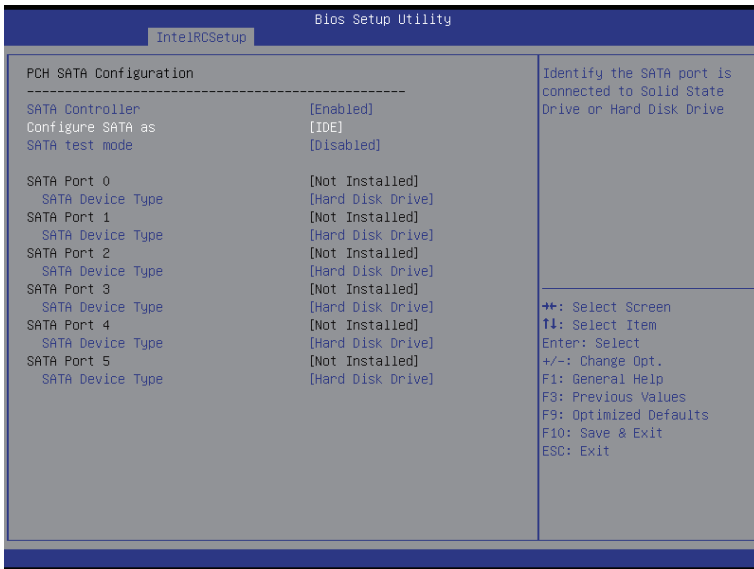 Bios Setup Utility
IntelRCSetup
PCH SATA Configuration
--------------------------------------------------
SATA Controller [Enabled]
Configure SATA as [IDE]
SATA test mode [Disabled]
SATA Port 0 [Not Installed]
SATA Device Type [Hard Disk Drive]
SATA Port 1 [Not Installed]
SATA Device Type [Hard Disk Drive]
SATA Port 2 [Not Installed]
SATA Device Type [Hard Disk Drive]
SATA Port 3 [Not Installed]
SATA Device Type [Hard Disk Drive]
SATA Port 4 [Not Installed]
SATA Device Type [Hard Disk Drive]
SATA Port 5 [Not Installed]
SATA Device Type [Hard Disk Drive]
Identify the SATA port is
connected to Solid State
Drive or Hard Disk Drive
→←: Select Screen
↑↓: Select Item
Enter: Select
+/-: Change Opt.
F1: General Help
F3: Previous Values
F9: Optimized Defaults
F10: Save & Exit
ESC: Exit